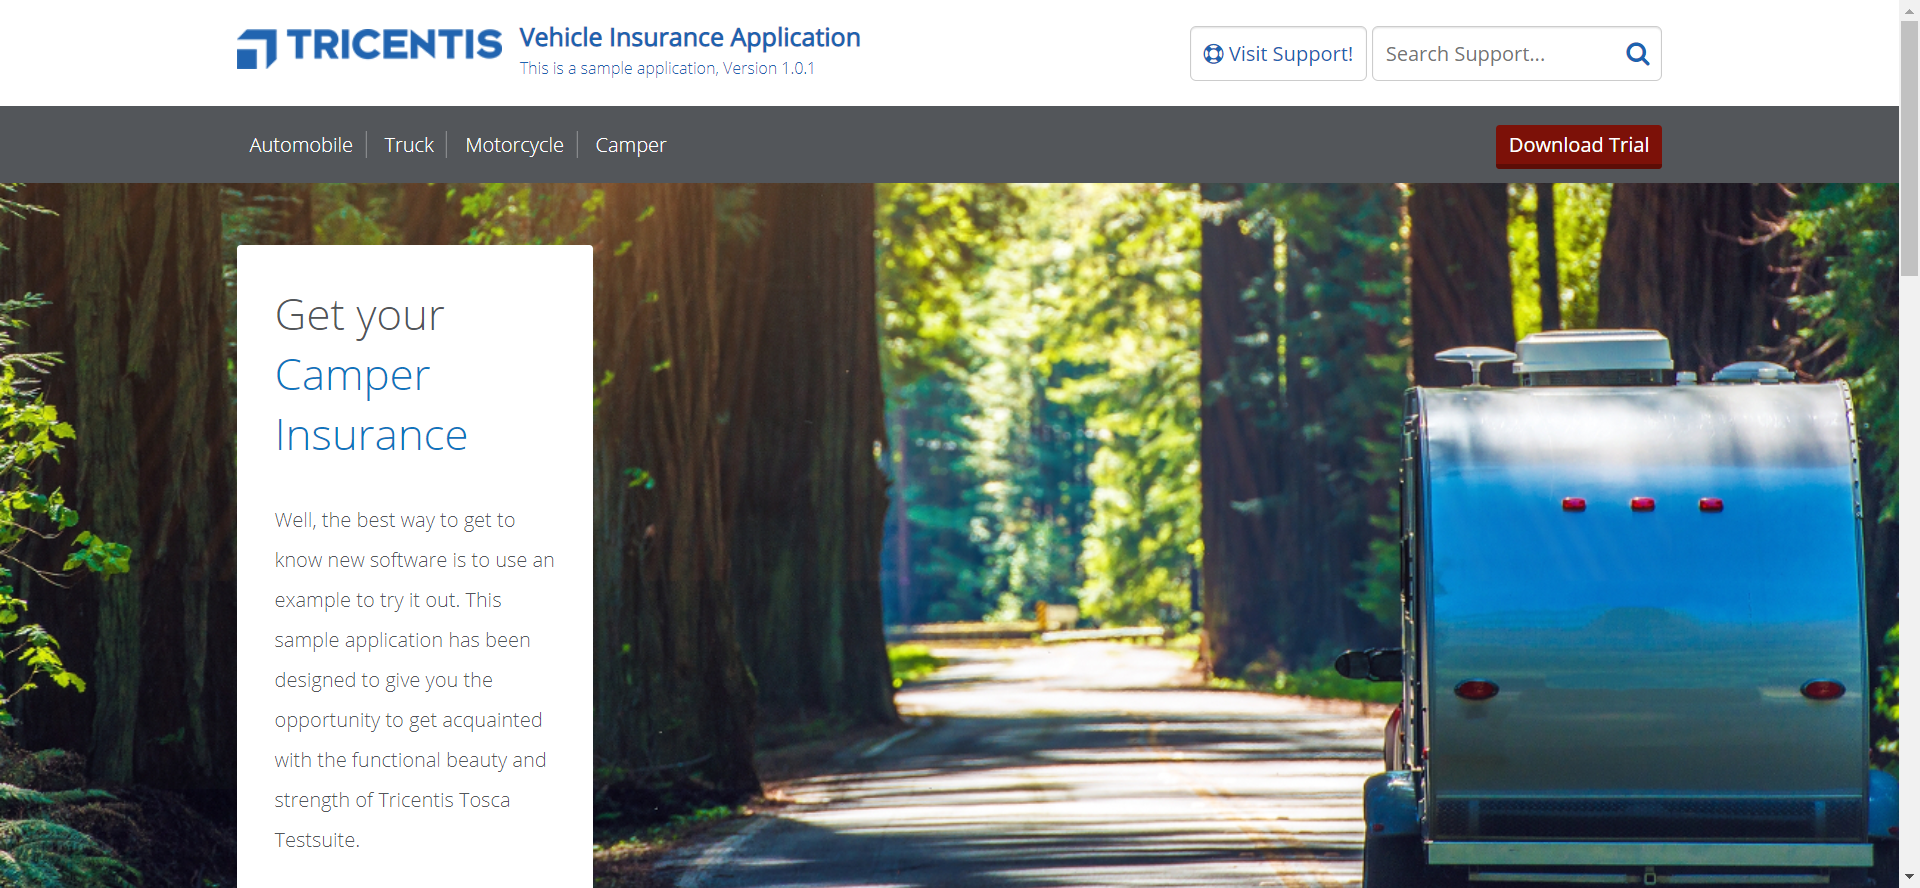 TRICENTIS
Vehicle Insurance Application
This is a sample application, Version 1.0.1
Visit Support!
Search Support...
Automobile
Truck
Motorcycle
Camper
Download Trial
Get your
Camper
Insurance
Well, the best way to get to
know new software is to use an
example to try it out. This
sample application has been
designed to give you the
opportunity to get acquainted
with the functional beauty and
strength of Tricentis Tosca
Testsuite.